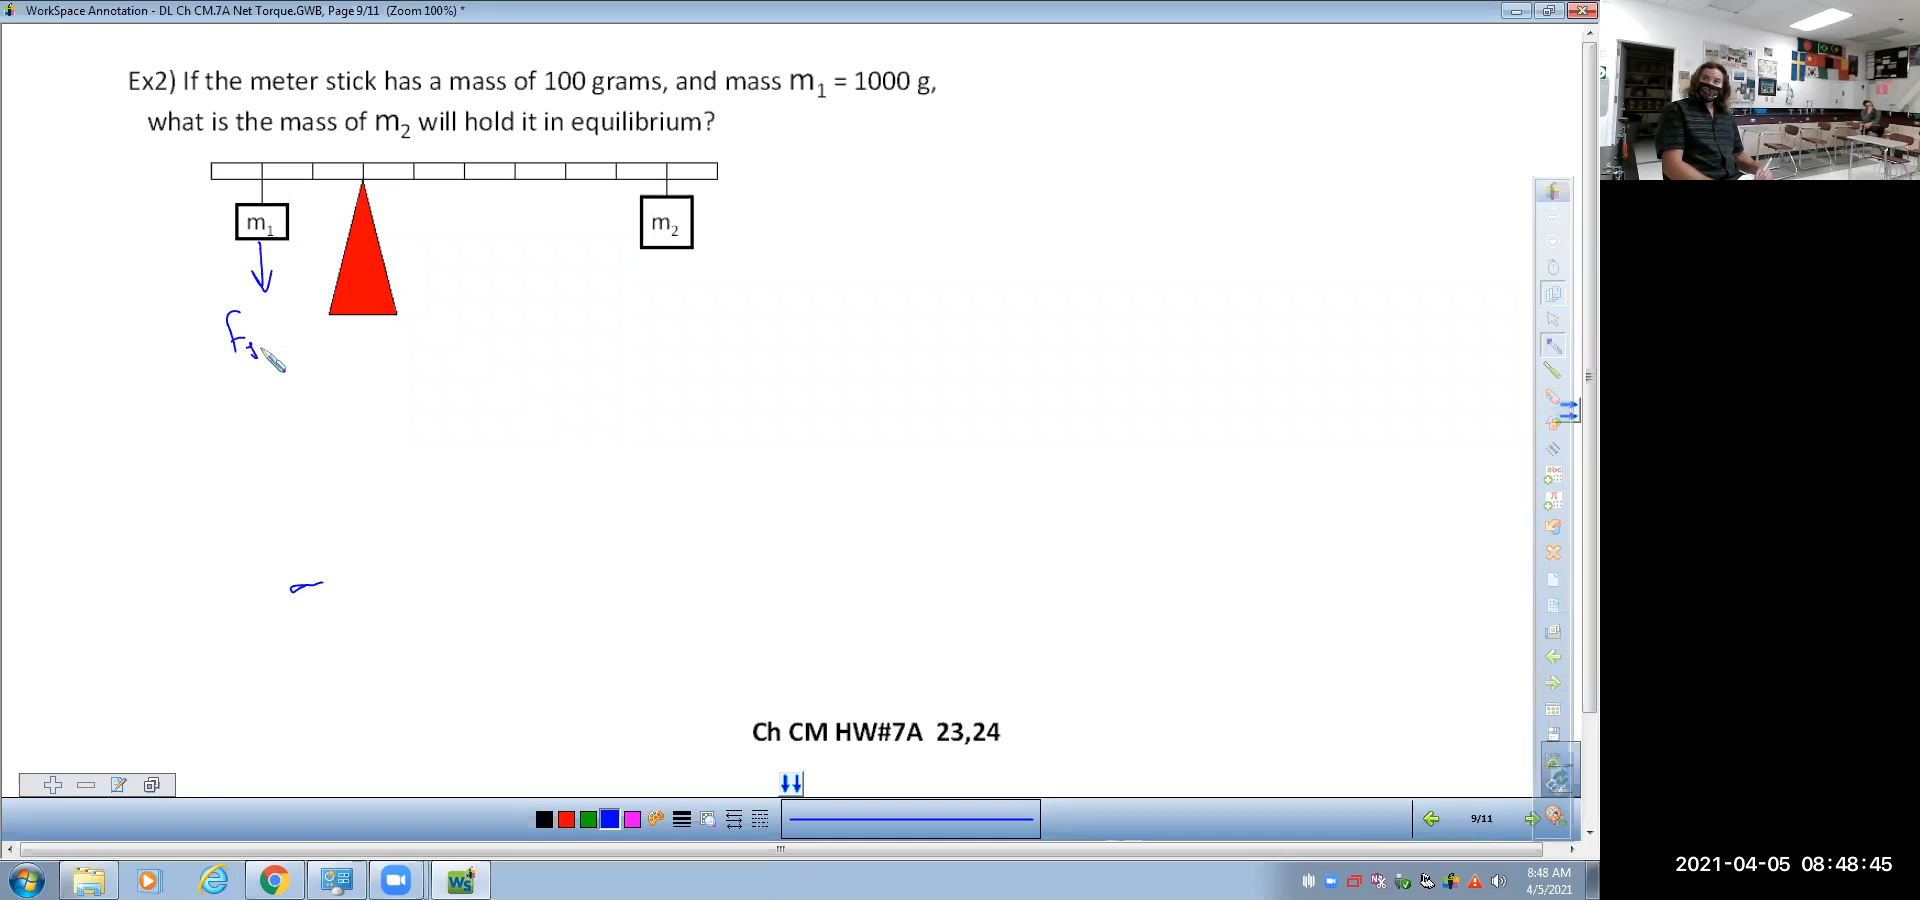 WorkSpace Annotation - DL Ch CM.7A Net Torque.GWB, Page 9/11 (Zoom 100%) *
Ex2) If the meter stick has a mass of 100 grams, and mass m₁ = 1000 g,
what is the mass of m₂ will hold it in equilibrium?
m₁
m₂
F
Ch CM HW#7A 23,24
9/11
8:48 AM
4/5/2021
2021-04-05 08:48:45